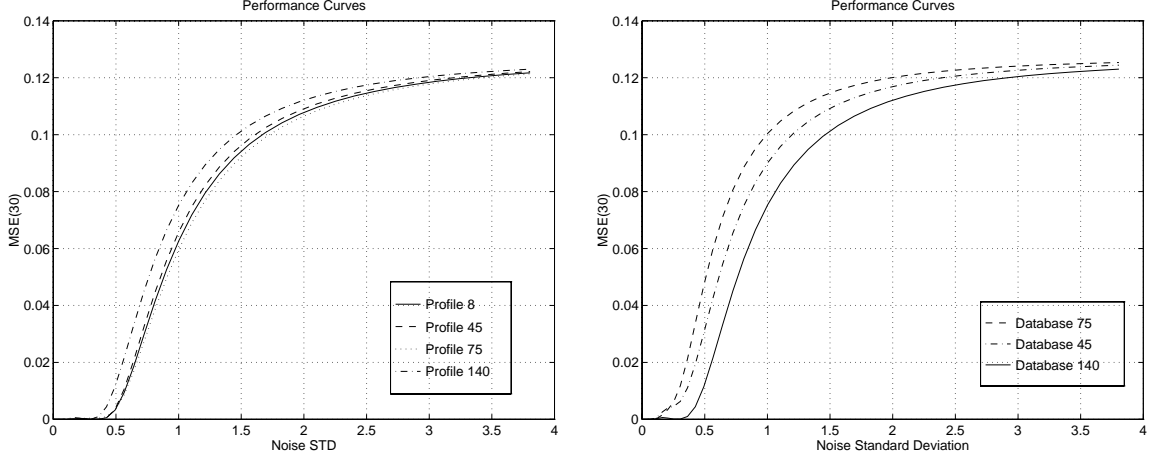 Performance Curves
0.14
0.12
0.1
0.08
0.06
0.04
0.02
0
MSE(30)
Profile 8
Profile 45
Profile 75
Profile 140
0 0.5 1 1.5 2 2.5 3 3.5 4
Noise STD
Performance Curves
0.14
0.12
0.1
0.08
0.06
0.04
0.02
0
MSE(30)
Database 75
Database 45
Database 140
0 0.5 1 1.5 2 2.5 3 3.5 4
Noise Standard Deviation